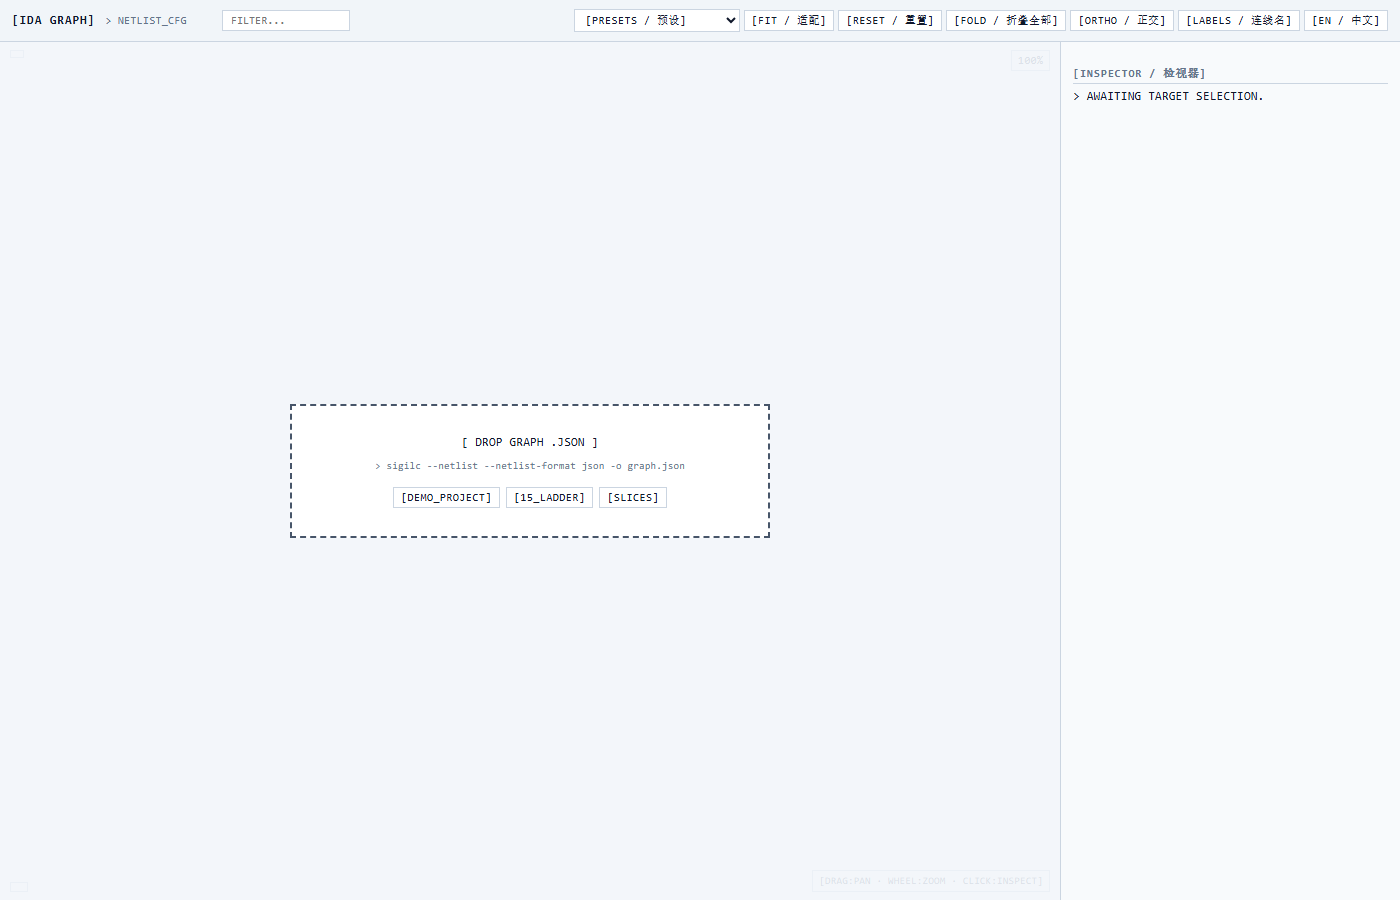 [IDA GRAPH] > NETLIST_CFG FILTER... [PRESETS / 预设] [FIT / 适配] [RESET / 重置] [FOLD / 折叠全部] [ORTHO / 正交] [LABELS / 连线名] [EN / 中文]
100%
[INSPECTOR / 检视器]
> AWAITING TARGET SELECTION.
[ DROP GRAPH .JSON ]
> sigilc --netlist --netlist-format json -o graph.json
[DEMO_PROJECT] [15_LADDER] [SLICES]
[DRAG:PAN · WHEEL:ZOOM · CLICK:INSPECT]